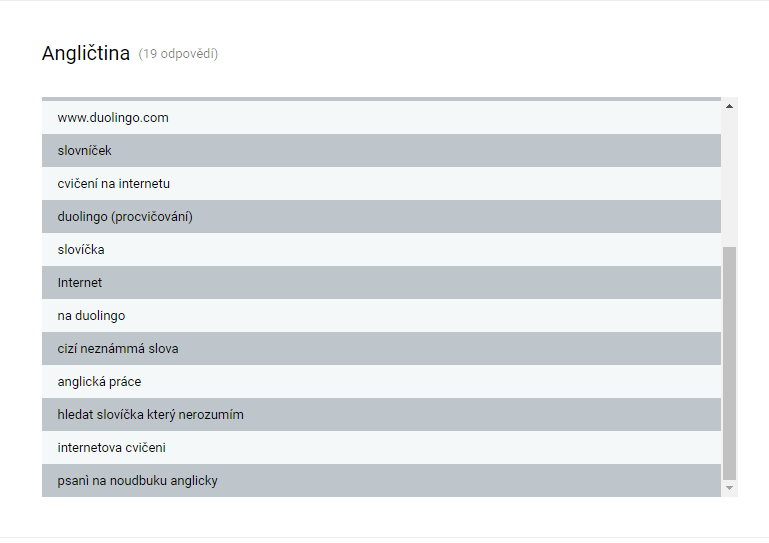 Angličtina (19 odpovědí)
www.duolingo.com
slovníček
cvičení na internetu
duolingo (procvičování)
slovíčka
Internet
na duolingo
cizí neznámmá slova
anglická práce
hledat slovíčka který nerozumím
internetova cvičeni
psanì na noudbuku anglicky